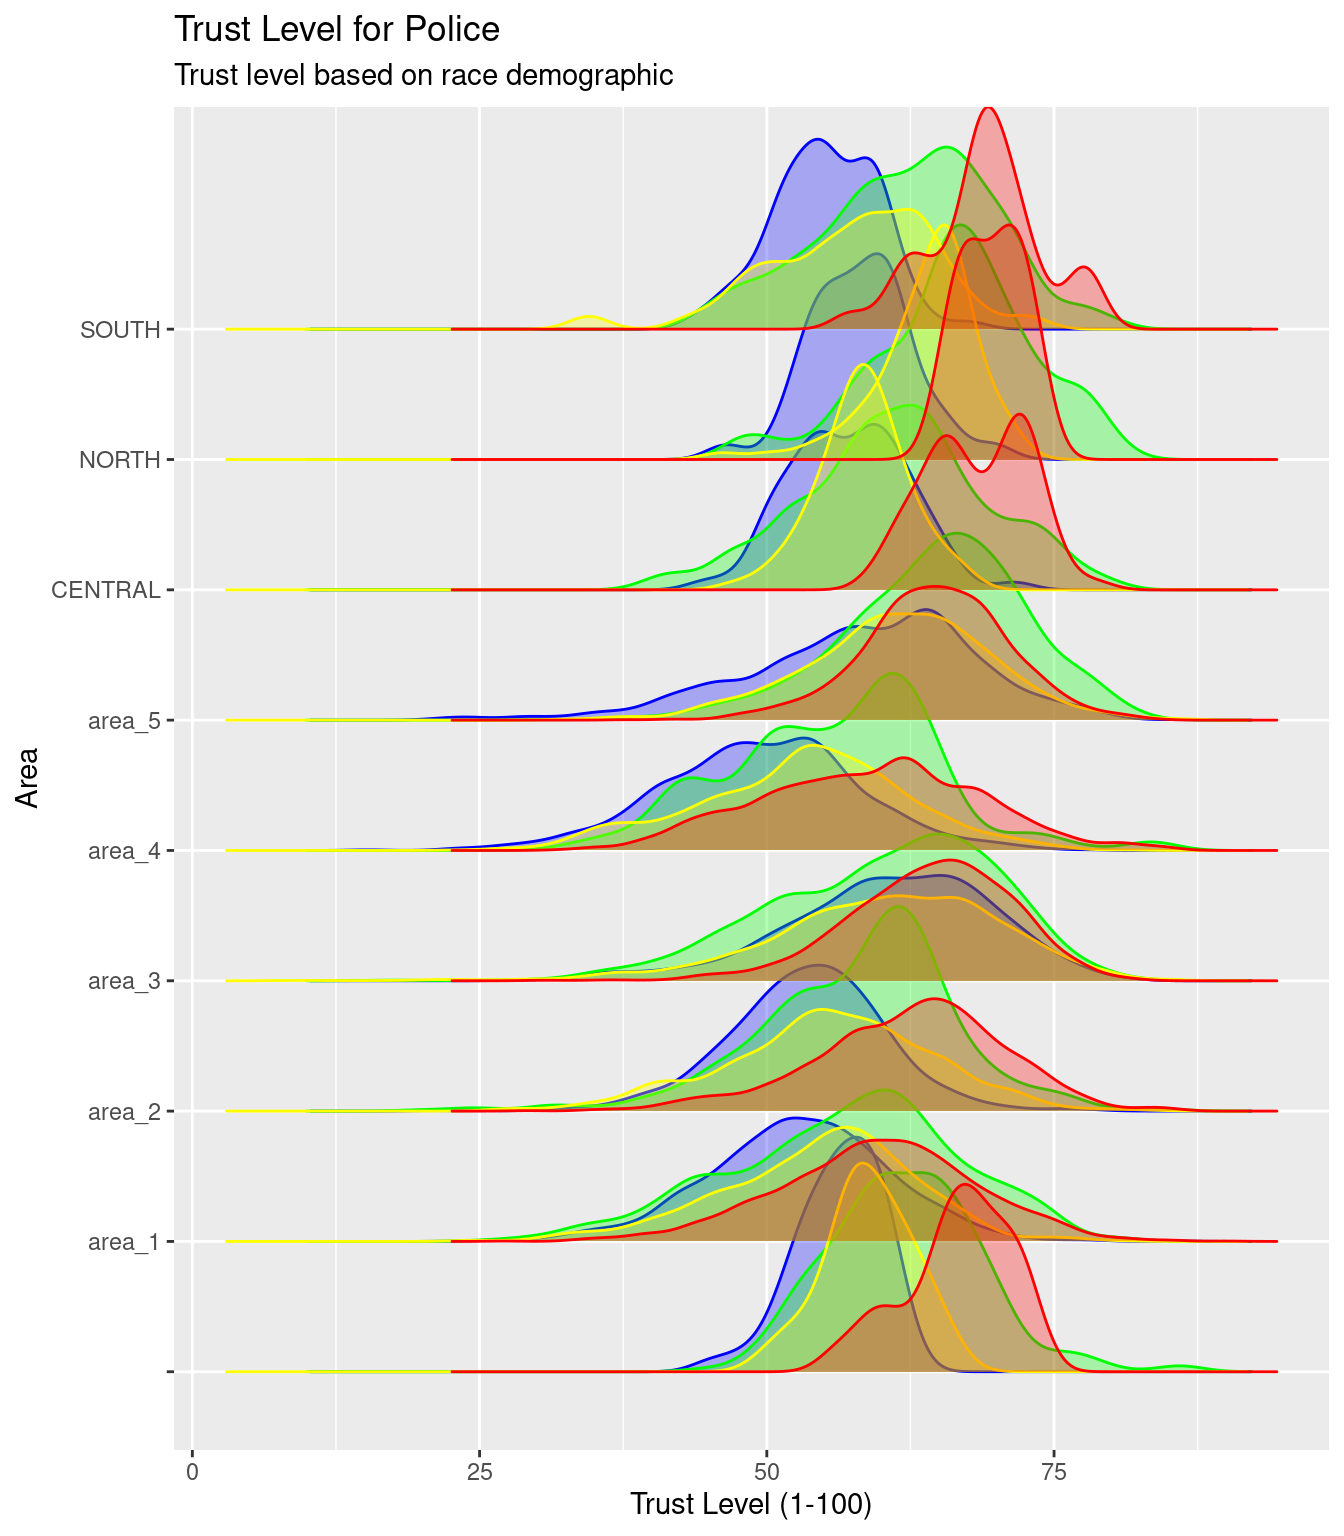 Trust Level for Police
Trust level based on race demographic
SOUTH
NORTH
CENTRAL
area_5
area_4
area_3
area_2
area_1
Area
0 25 50 75
Trust Level (1-100)